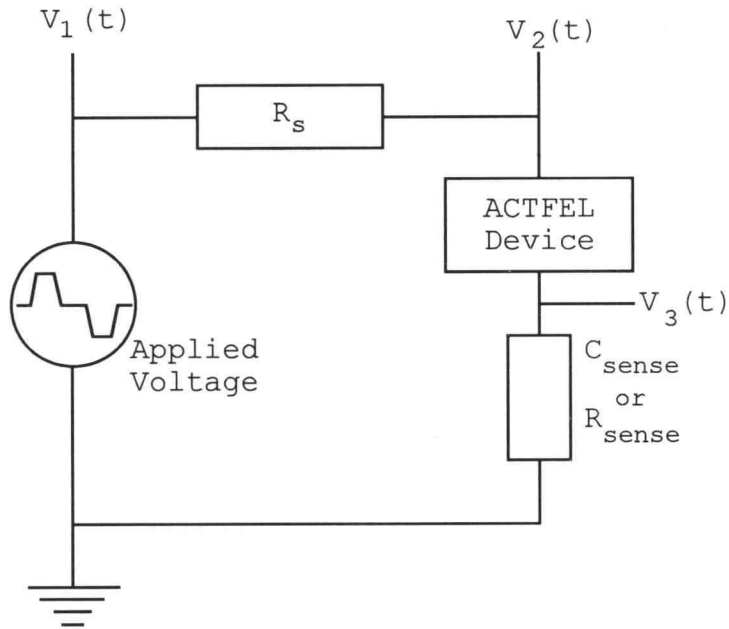 V1(t)
V2(t)
Rs
ACTFEL
Device
V3(t)
Applied
Voltage
Csense
or
Rsense